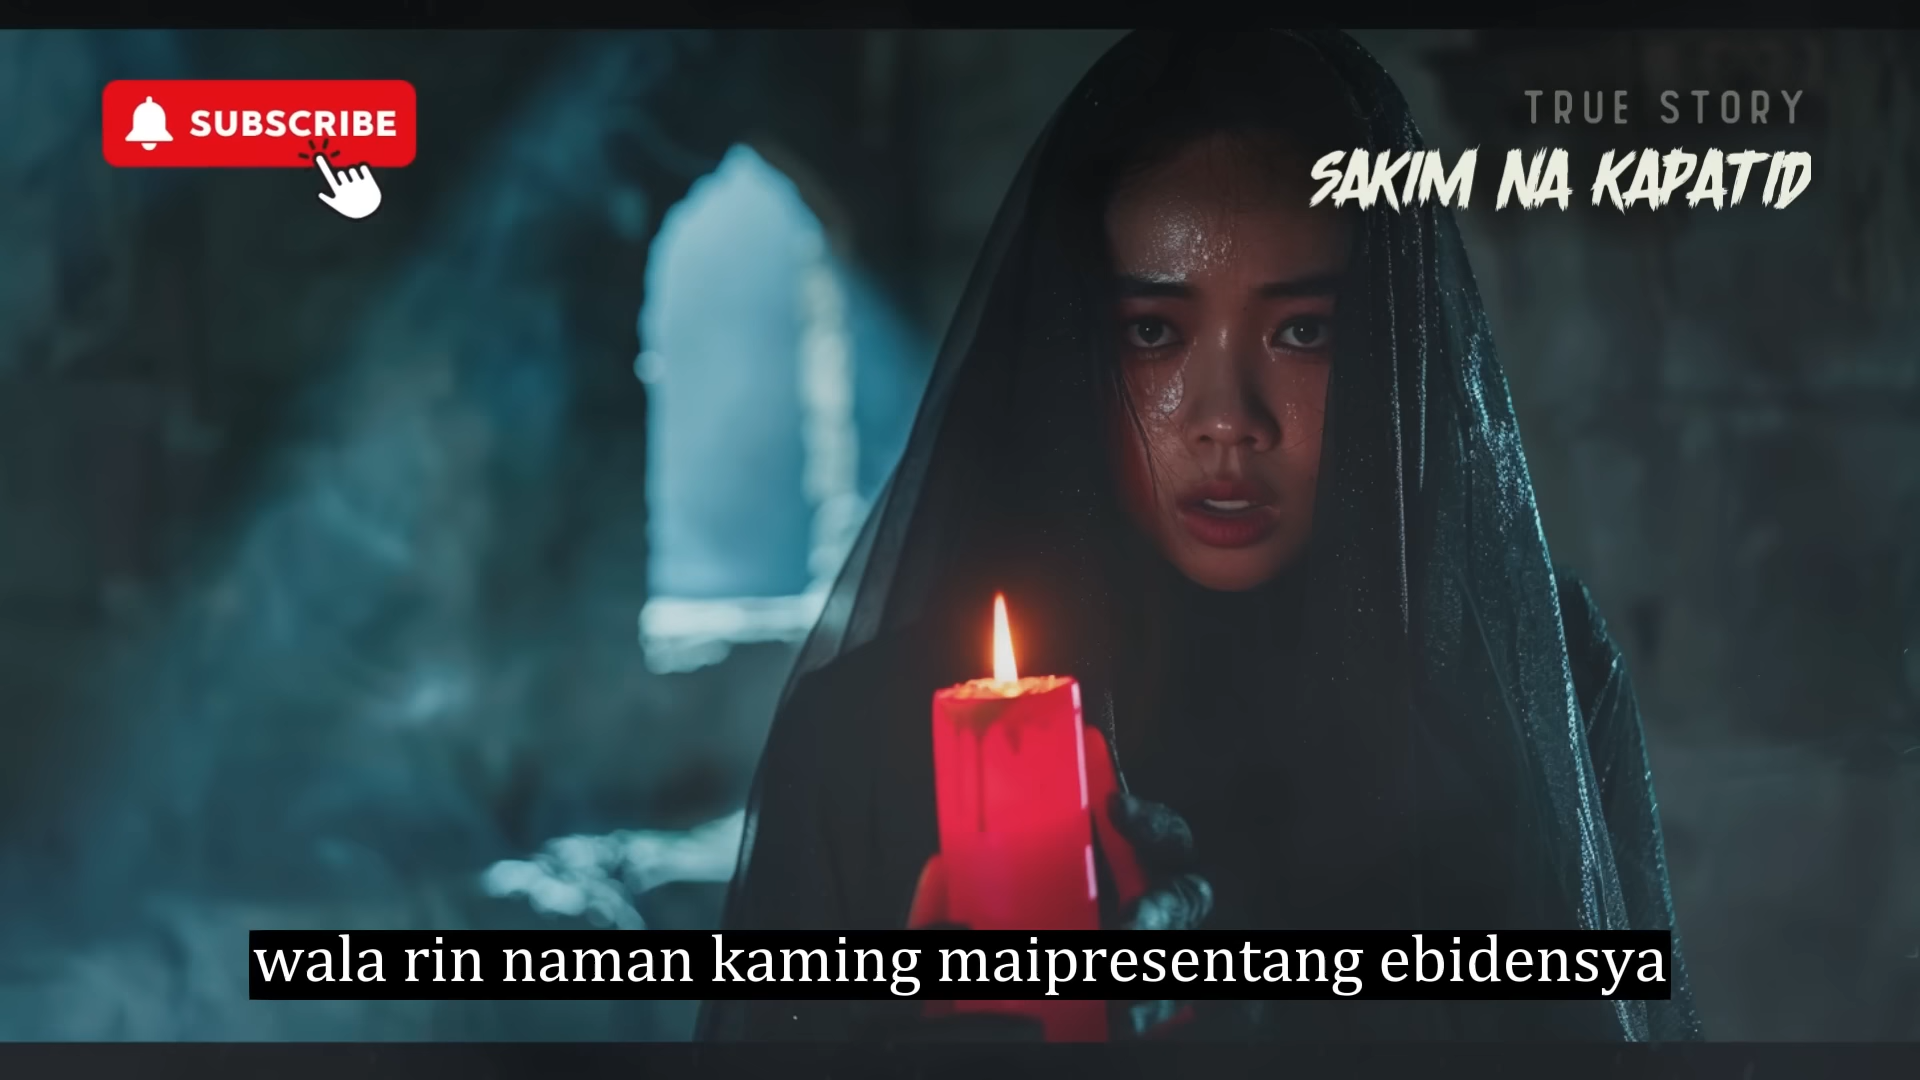 SUBSCRIBE
TRUE STORY
SAKIM NA KAPATID
wala rin naman kaming maipresentang ebidensya